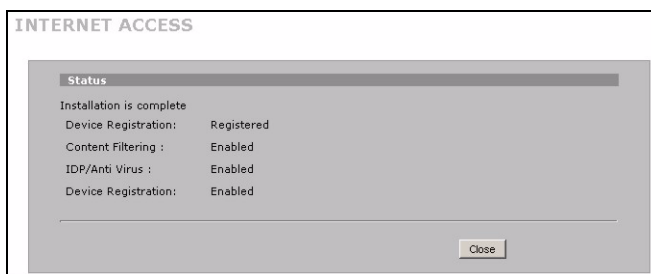 INTERNET ACCESS
Status
Installation is complete
Device Registration: Registered
Content Filtering : Enabled
IDP/Anti Virus : Enabled
Device Registration: Enabled
Close